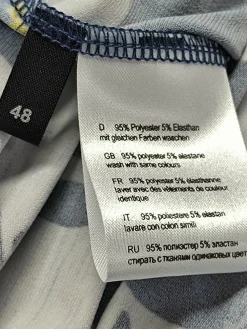 48
D 95% Polyester 5% Elasthan
mit gleichen Farben waschen
GB 95% polyester 5% elastane
wash with same colours
FR 95% polyester 5% élasthanne
laver avec des vêtements de couleur
identique
IT 95% poliestere 5% elastan
lavare con colori simili
RU 95% полиэстер 5% эластан
стирать с тканями одинаковых цвет